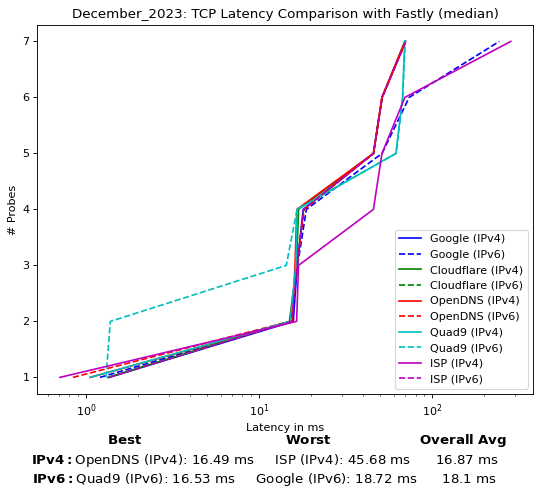 December_2023: TCP Latency Comparison with Fastly (median)
# Probes
7
6
5
4
3
2
1
Google (IPv4)
Google (IPv6)
Cloudflare (IPv4)
Cloudflare (IPv6)
OpenDNS (IPv4)
OpenDNS (IPv6)
Quad9 (IPv4)
Quad9 (IPv6)
ISP (IPv4)
ISP (IPv6)
10⁰ 10¹ 10²
Latency in ms
Best Worst Overall Avg
IPv4: OpenDNS (IPv4): 16.49 ms ISP (IPv4): 45.68 ms 16.87 ms
IPv6: Quad9 (IPv6): 16.53 ms Google (IPv6): 18.72 ms 18.1 ms